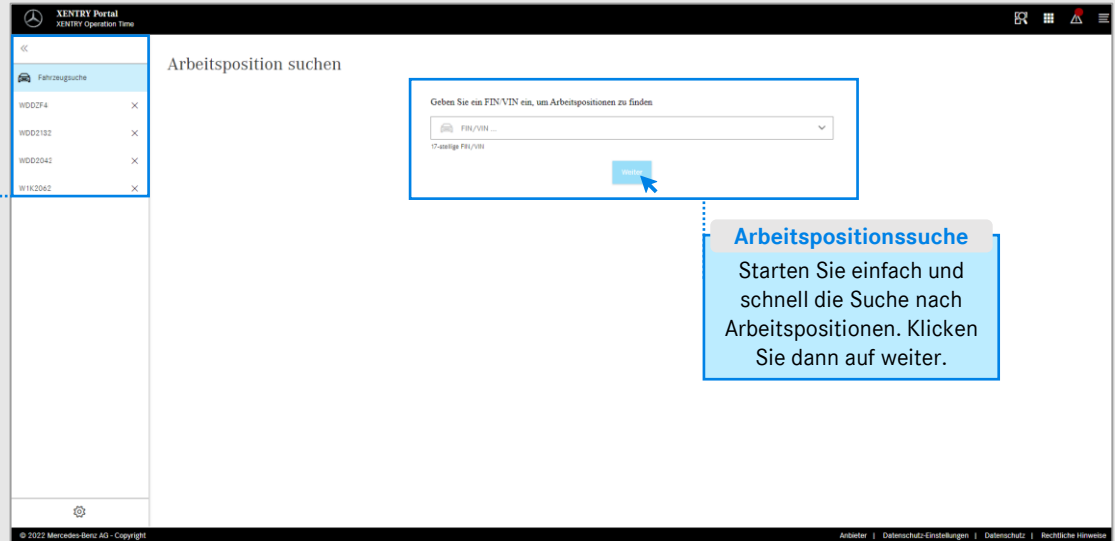 XENTRY Portal
XENTRY Operation Time
Fahrzeugsuche
WDDZF4
WDD2132
WDD2042
W1K2062
Arbeitsposition suchen
Geben Sie ein FIN/VIN ein, um Arbeitspositionen zu finden
FIN/VIN ...
17-stellige FIN/VIN
Weiter
Arbeitspositionssuche
Starten Sie einfach und
schnell die Suche nach
Arbeitspositionen. Klicken
Sie dann auf weiter.
© 2022 Mercedes-Benz AG - Copyright
Anbieter | Datenschutz-Einstellungen | Datenschutz | Rechtliche Hinweise